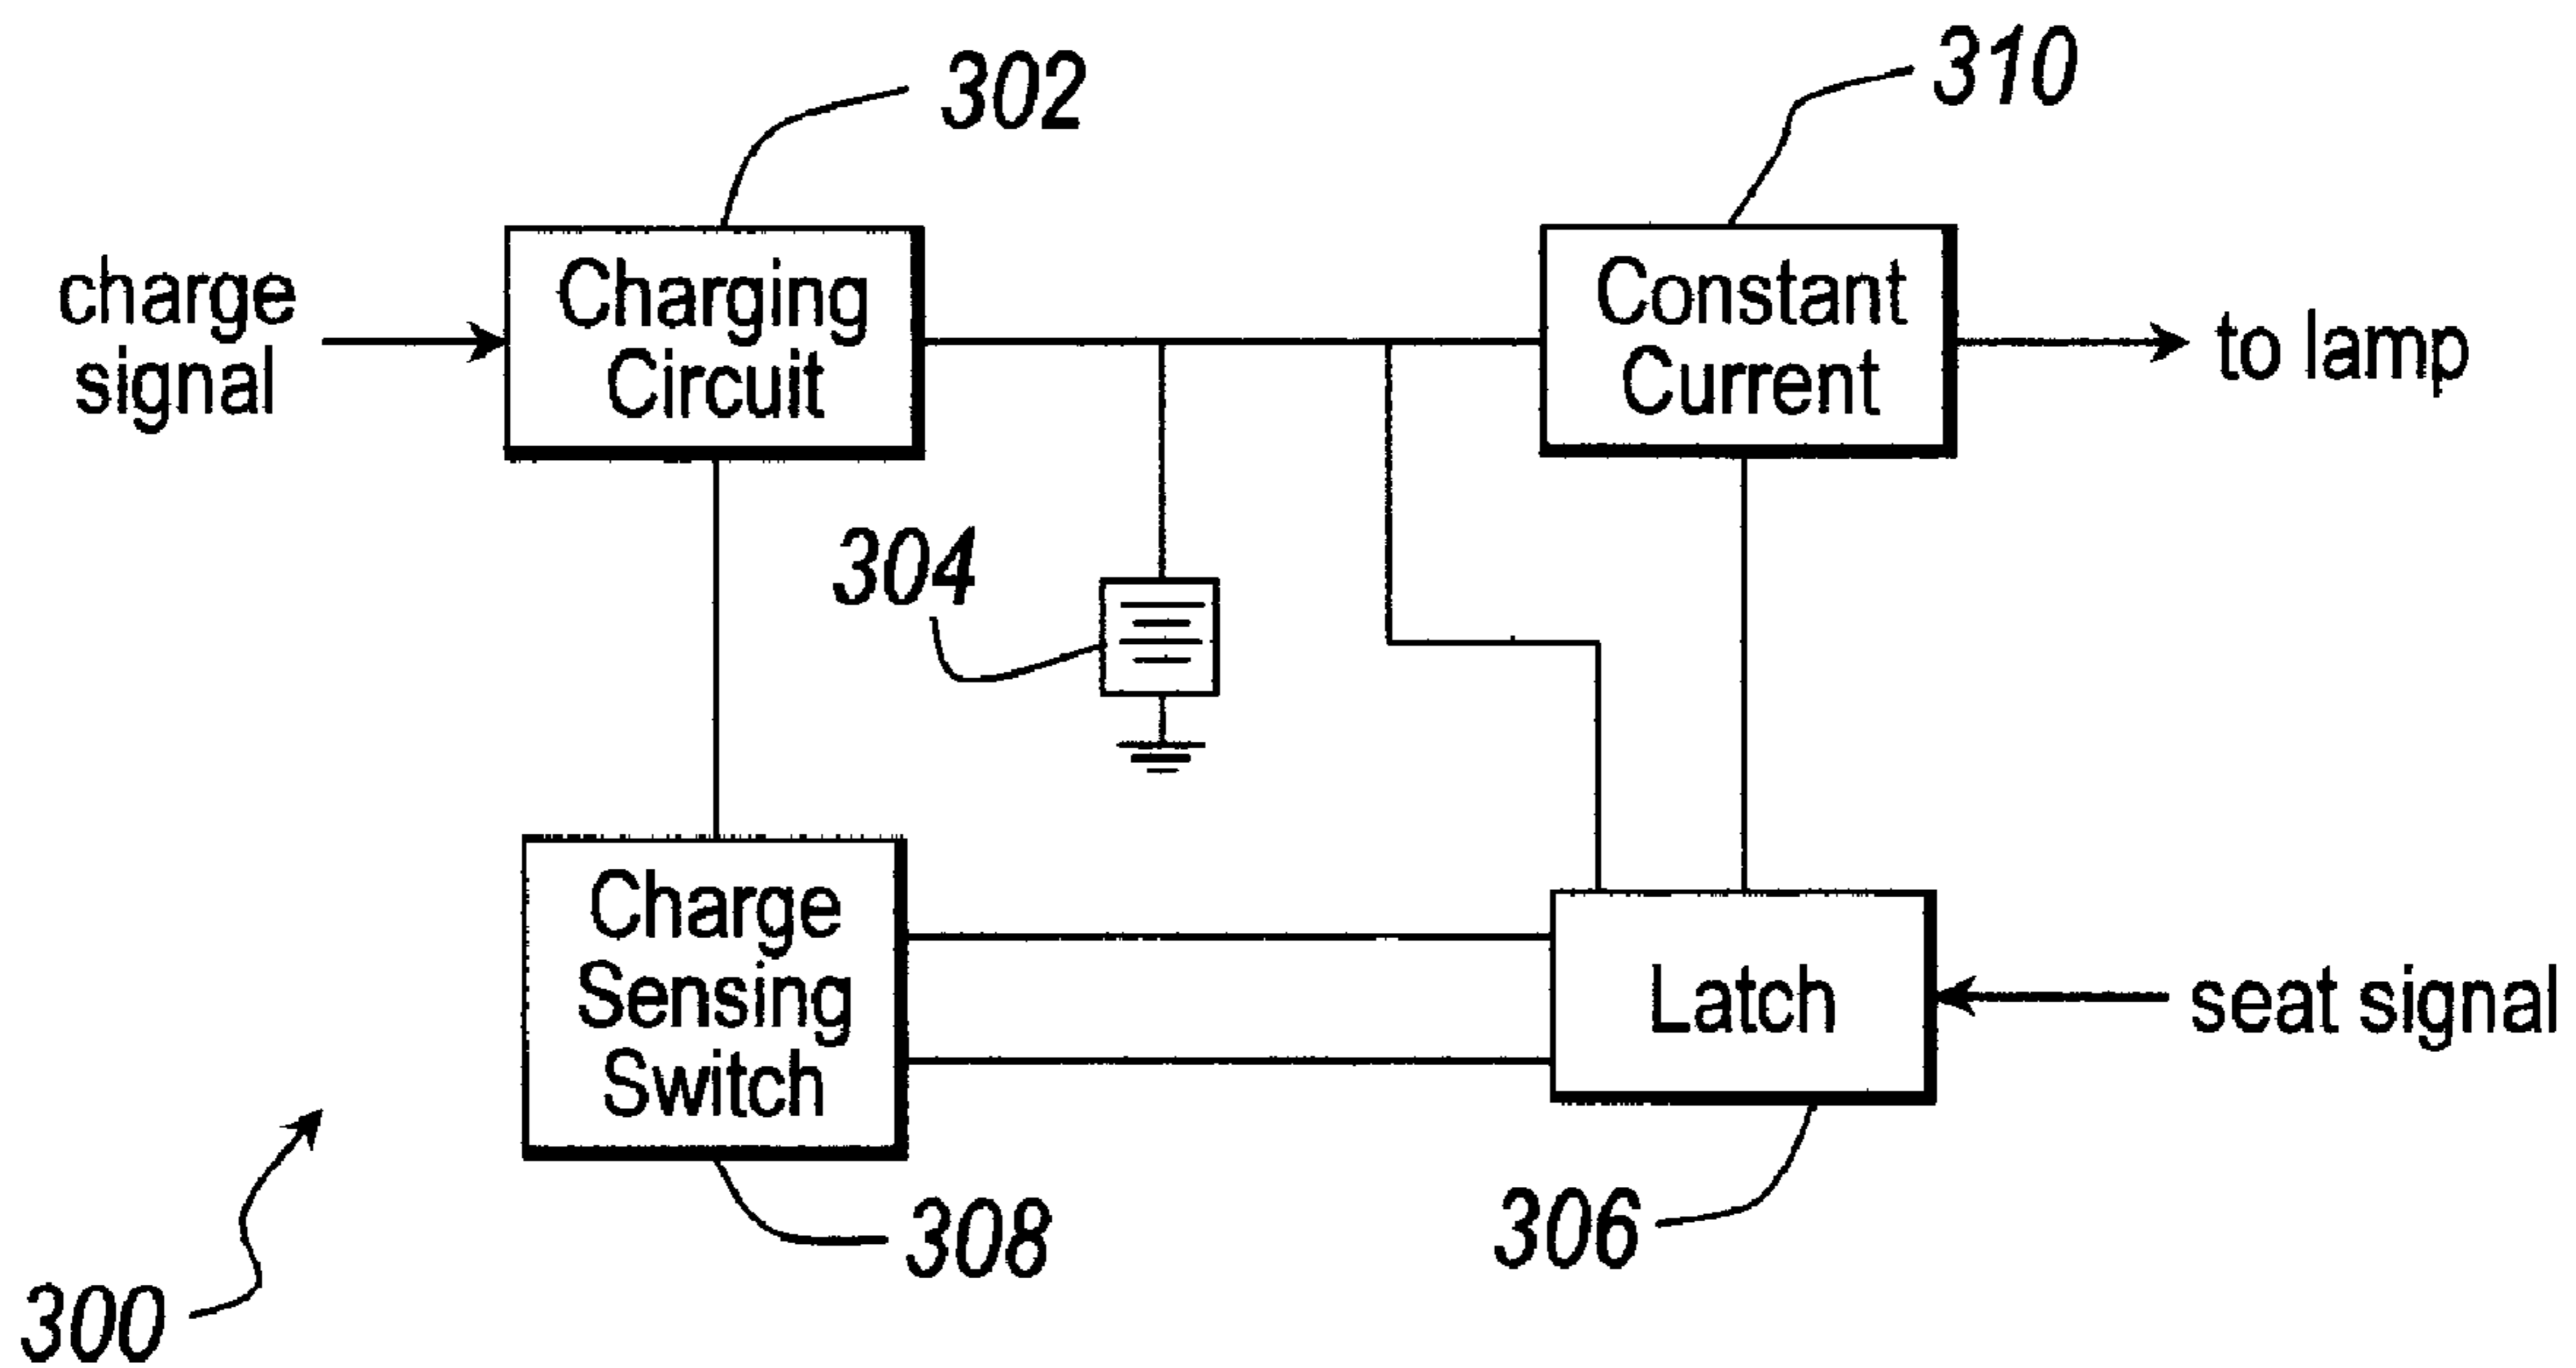 302
310
charge
signal
Charging
Circuit
Constant
Current
to lamp
304
Charge
Sensing
Switch
Latch
seat signal
308
306
300